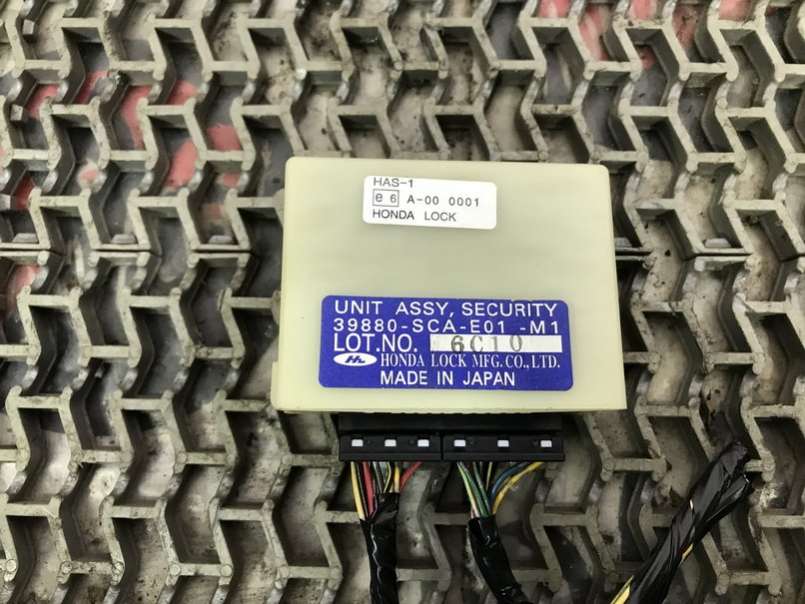 HAS-1
e 6 A-00 0001
HONDA LOCK
UNIT ASSY, SECURITY
39880-SCA-E01 -M1
LOT.NO. 6C10
HL HONDA LOCK MFG.CO.,LTD.
MADE IN JAPAN